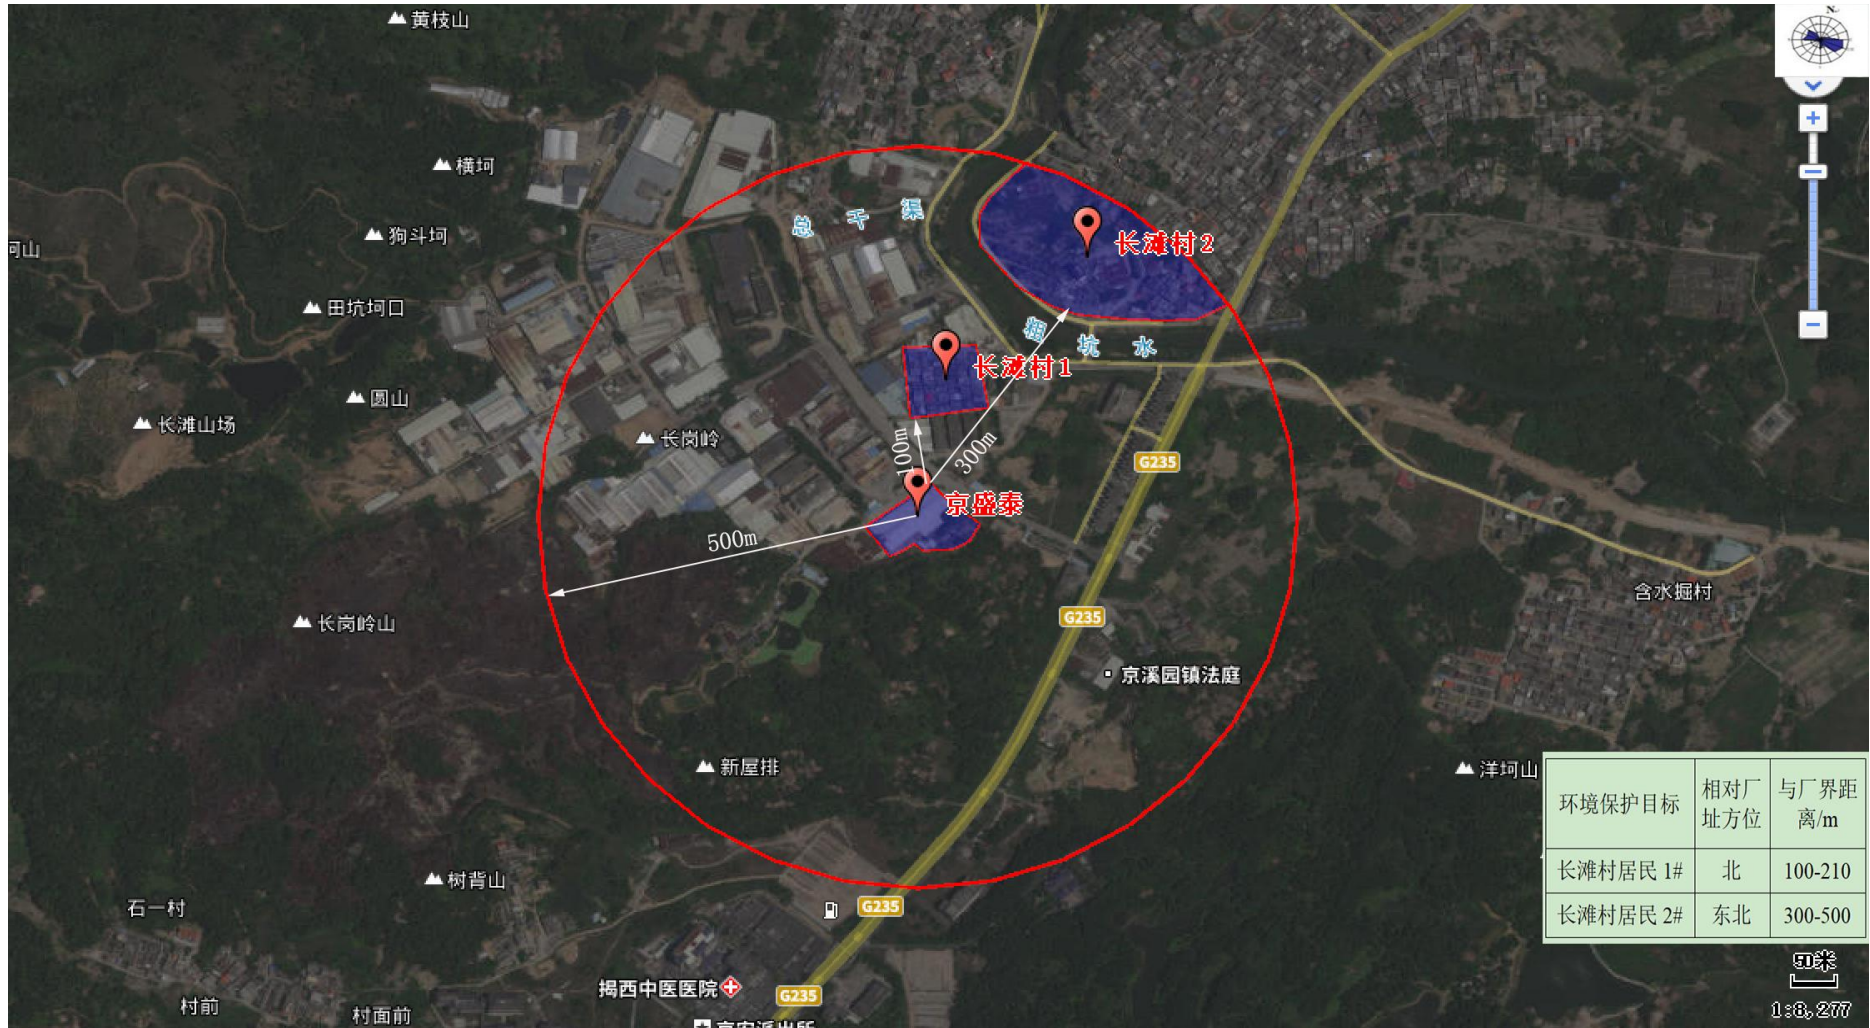 黄枝山
N
横坷
狗斗坷
坷山
总干渠
长滩村2
田坑坷口
坑水
长滩村1
圆山
长滩山场
长岗岭
100m
300m
G235
京盛泰
500m
含水掘村
长岗岭山
G235
京溪园镇法庭
新屋排
洋坷山
环境保护目标
相对厂址方位
与厂界距离/m
长滩村居民 1#
北
100-210
长滩村居民 2#
东北
300-500
树背山
石一村
G235
50米
揭西中医医院
G235
村前
村面前
1:8,277